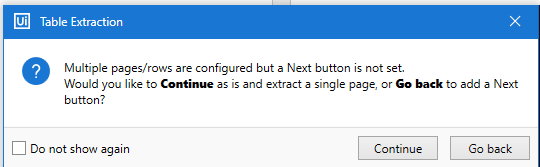 Ui Table Extraction
Multiple pages/rows are configured but a Next button is not set.
Would you like to Continue as is and extract a single page, or Go back to add a Next
button?
Do not show again
Continue
Go back